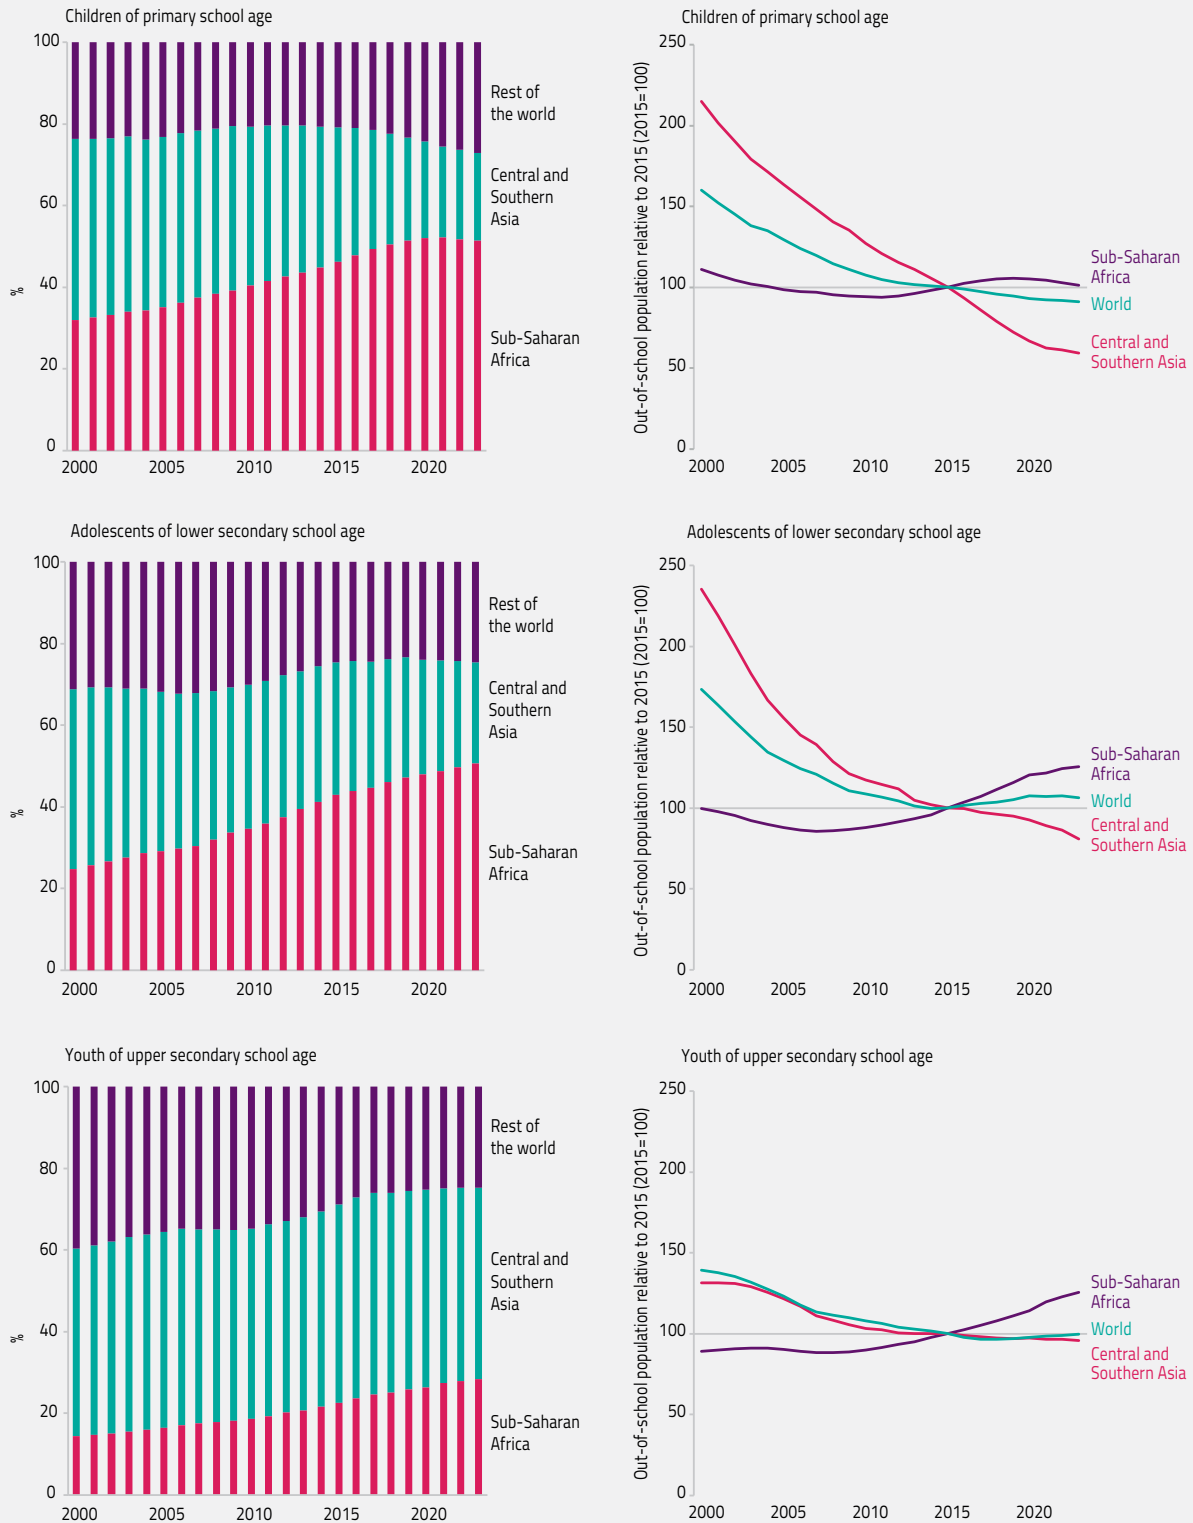 Children of primary school age
100
80
60
40
20
0
%
2000 2005 2010 2015 2020
Rest of
the world
Central and
Southern
Asia
Sub-Saharan
Africa
Children of primary school age
Out-of-school population relative to 2015 (2015=100)
250
200
150
100
50
0
2000 2005 2010 2015 2020
Sub-Saharan
Africa
World
Central and
Southern Asia
Adolescents of lower secondary school age
100
80
60
40
20
0
%
2000 2005 2010 2015 2020
Rest of
the world
Central and
Southern
Asia
Sub-Saharan
Africa
Adolescents of lower secondary school age
Out-of-school population relative to 2015 (2015=100)
250
200
150
100
50
0
2000 2005 2010 2015 2020
Sub-Saharan
Africa
World
Central and
Southern Asia
Youth of upper secondary school age
100
80
60
40
20
0
%
2000 2005 2010 2015 2020
Rest of
the world
Central and
Southern
Asia
Sub-Saharan
Africa
Youth of upper secondary school age
Out-of-school population relative to 2015 (2015=100)
250
200
150
100
50
0
2000 2005 2010 2015 2020
Sub-Saharan
Africa
World
Central and
Southern Asia